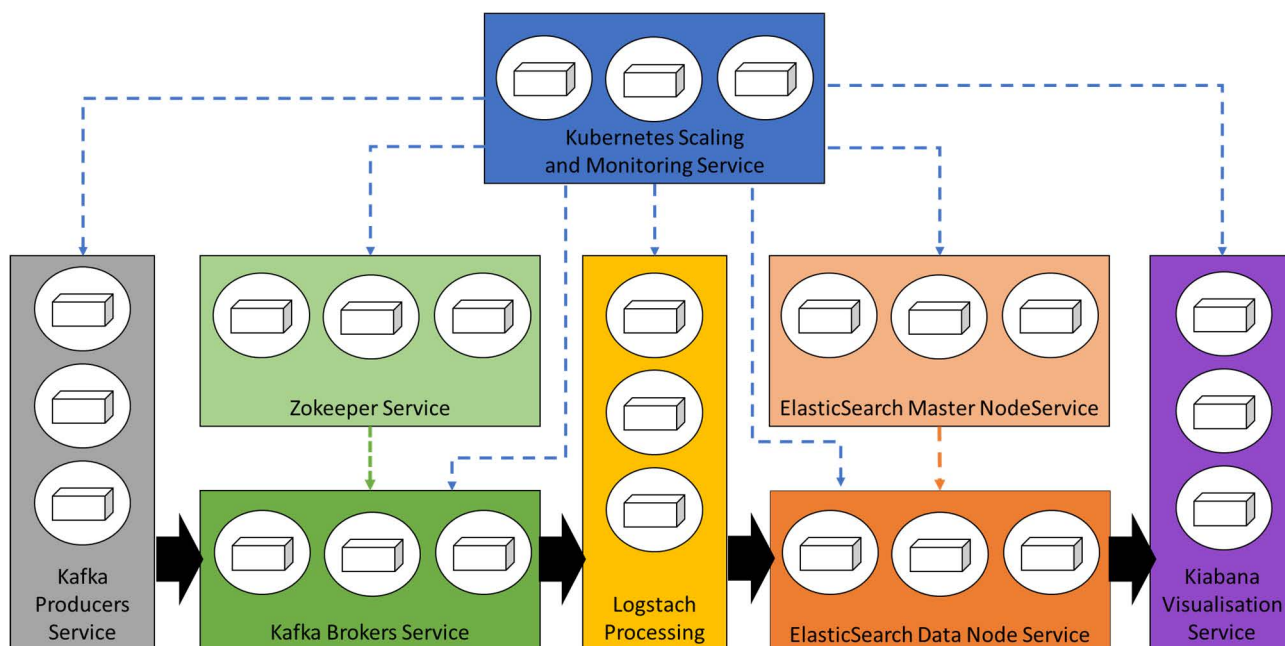 Kubernetes Scaling
and Monitoring Service
Zokeeper Service
ElasticSearch Master NodeService
Kafka
Producers
Service
Kafka Brokers Service
Logstach
Processing
ElasticSearch Data Node Service
Kiabana
Visualisation
Service